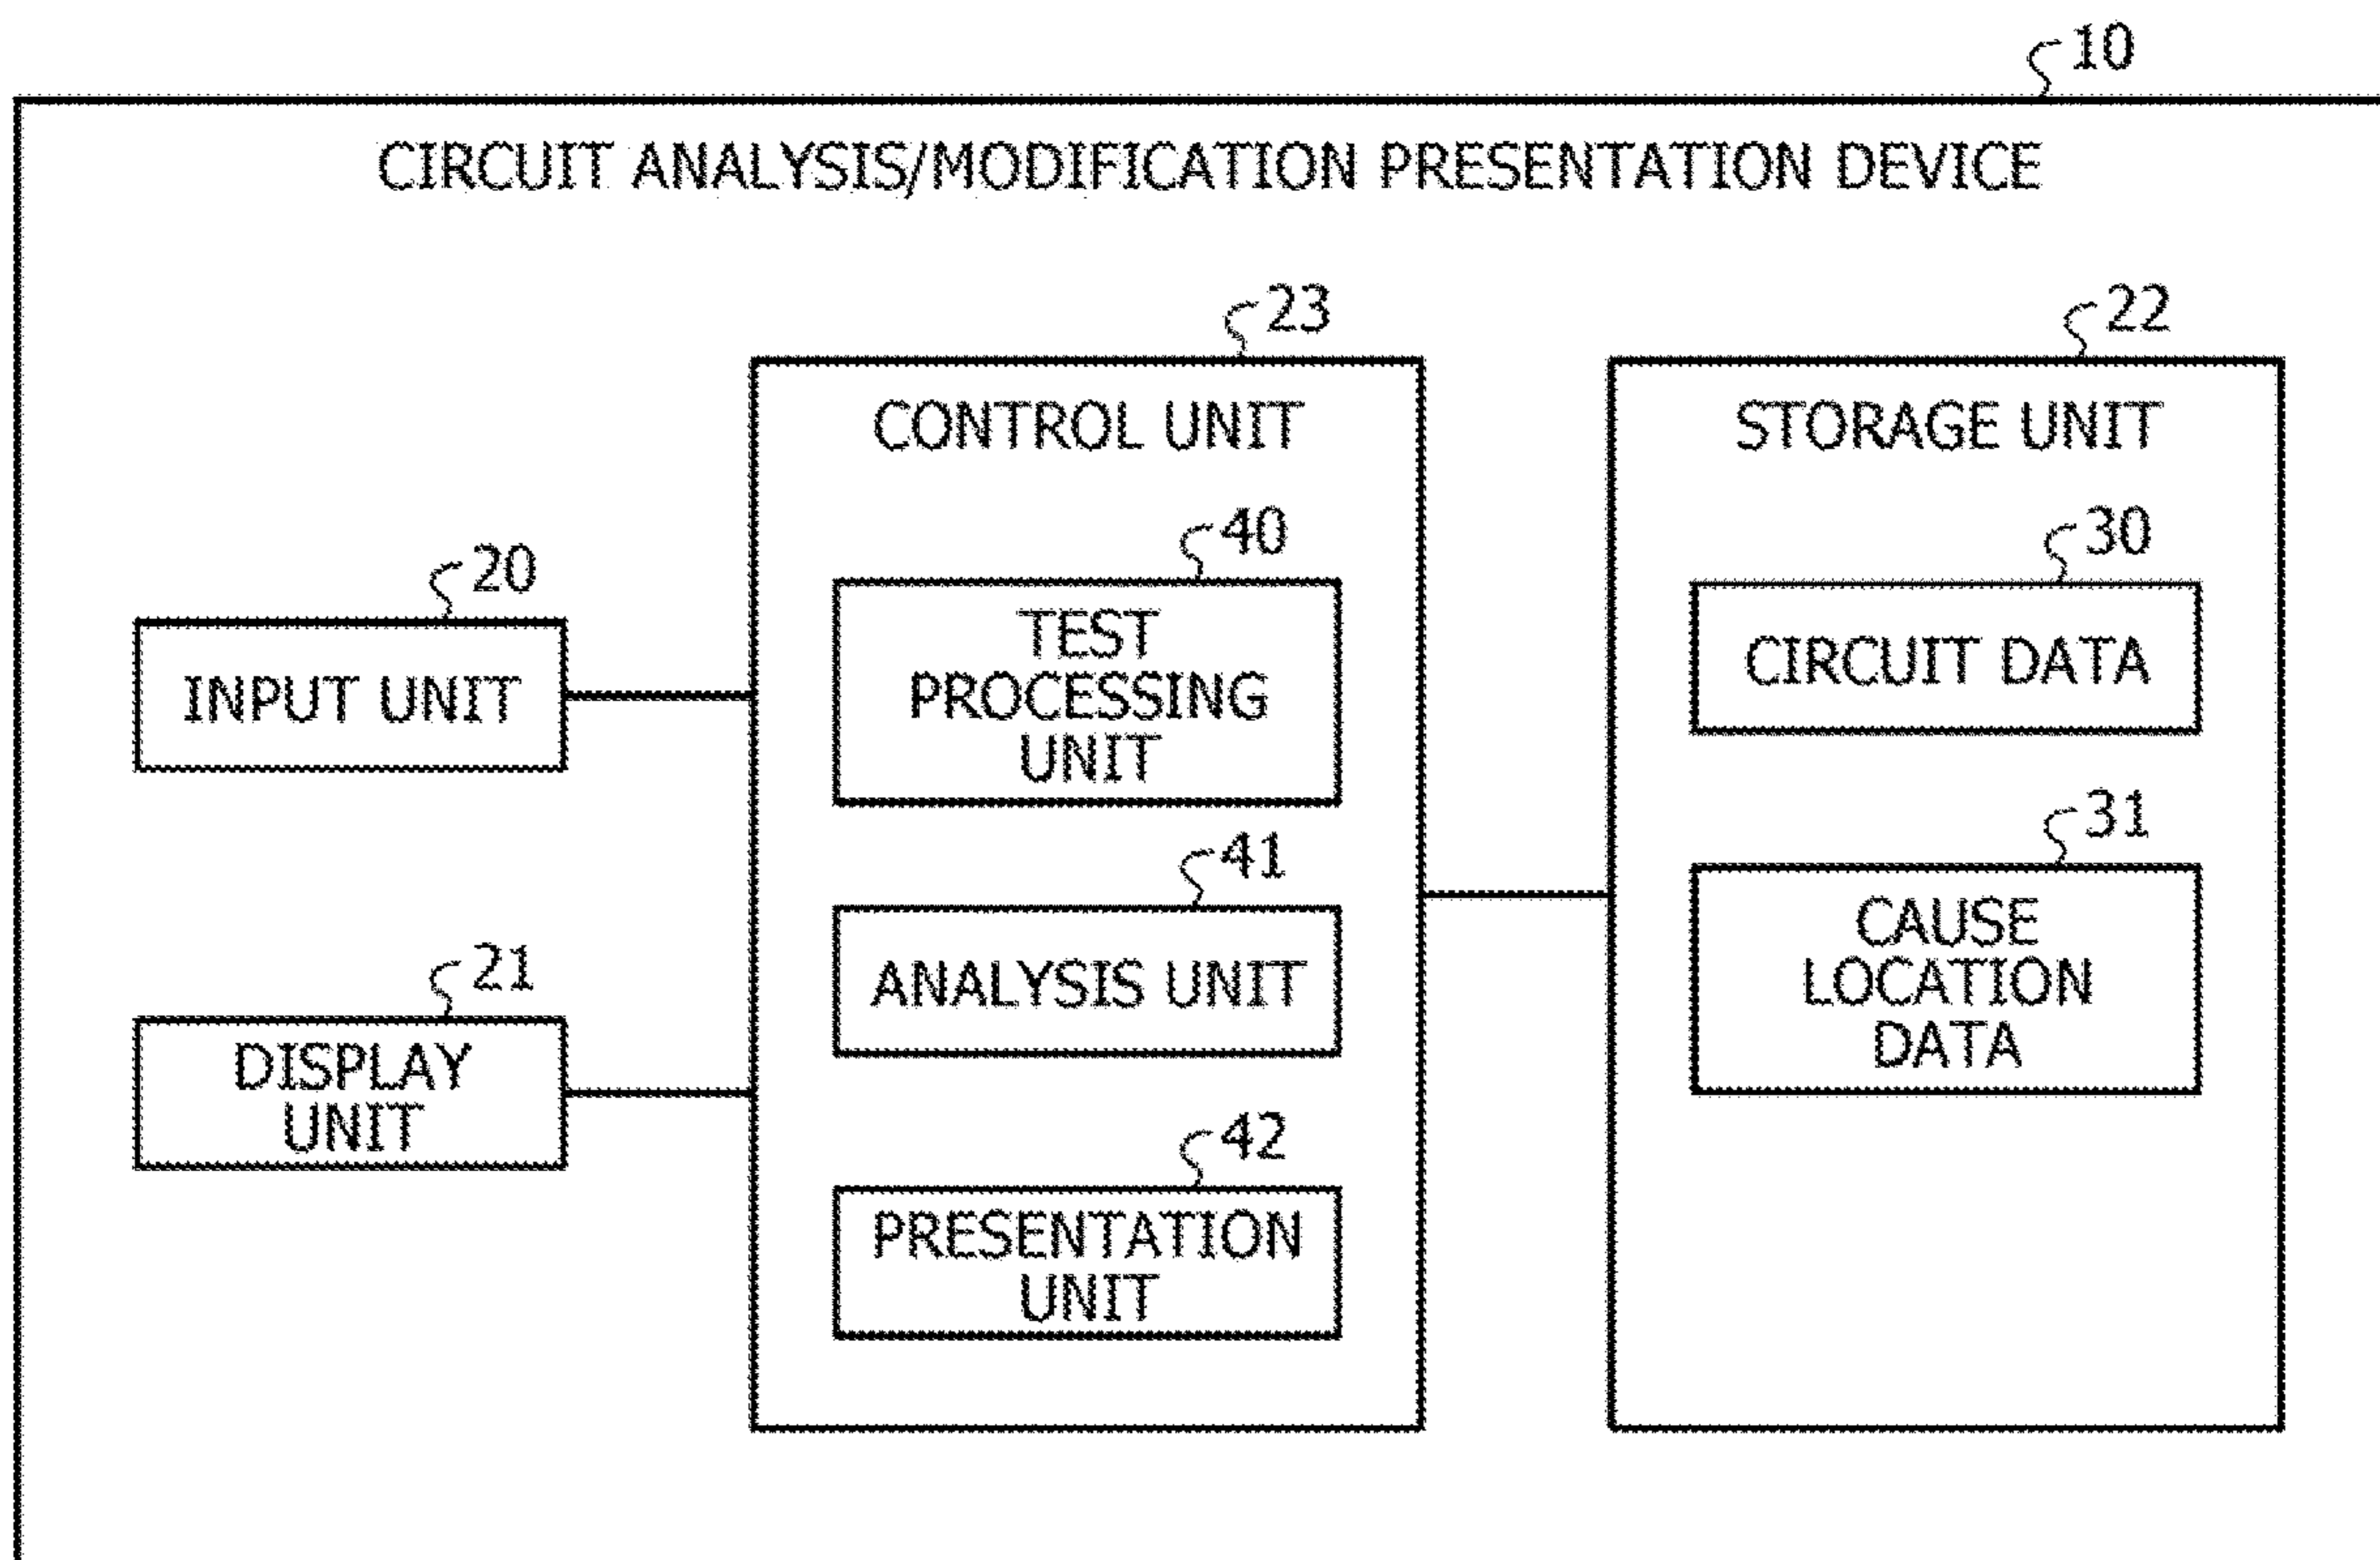 10
CIRCUIT ANALYSIS/MODIFICATION PRESENTATION DEVICE
20
INPUT UNIT
21
DISPLAY
UNIT
23
CONTROL UNIT
40
TEST
PROCESSING
UNIT
41
ANALYSIS UNIT
42
PRESENTATION
UNIT
22
STORAGE UNIT
30
CIRCUIT DATA
31
CAUSE
LOCATION
DATA